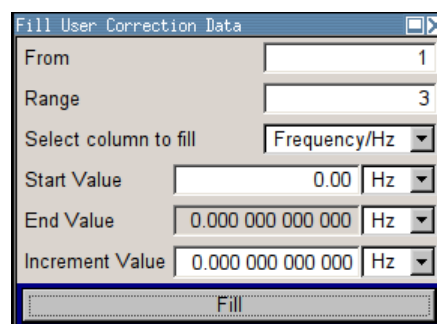 Fill User Correction Data
From 1
Range 3
Select column to fill Frequency/Hz
Start Value 0.00 Hz
End Value 0.000 000 000 000 Hz
Increment Value 0.000 000 000 000 Hz
Fill